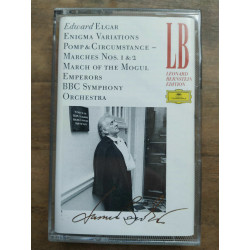 Edward ELGAR
ENIGMA VARIATIONS
POMP & CIRCUMSTANCE –
MARCHES NOS. 1 & 2
MARCH OF THE MOGUL
EMPERORS
BBC SYMPHONY
ORCHESTRA
LB
LEONARD
BERNSTEIN
EDITION